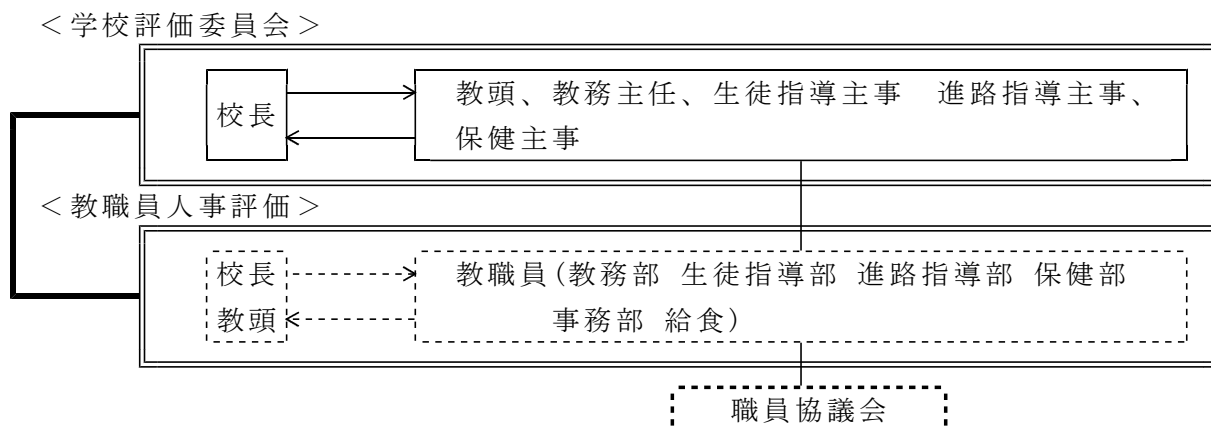 ＜学校評価委員会＞
校長
教頭、教務主任、生徒指導主事　進路指導主事、
保健主事
＜教職員人事評価＞
校長
教頭
教職員(教務部 生徒指導部 進路指導部 保健部
事務部 給食)
職員協議会